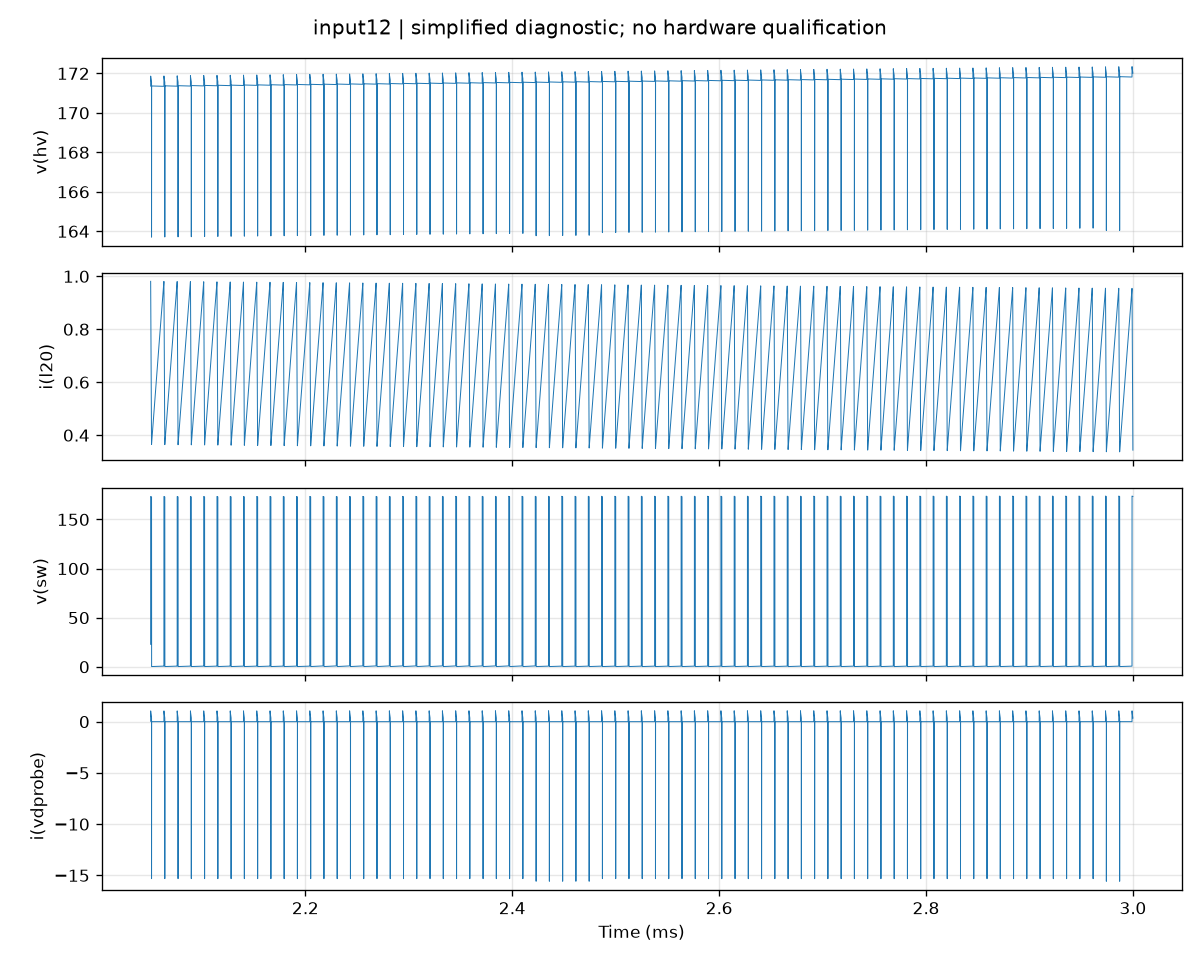 input12 | simplified diagnostic; no hardware qualification
172
170
168
166
164
v(hv)
1.0
0.8
0.6
0.4
i(l20)
150
100
50
0
v(sw)
0
−5
−10
−15
i(vdprobe)
2.2 2.4 2.6 2.8 3.0
Time (ms)